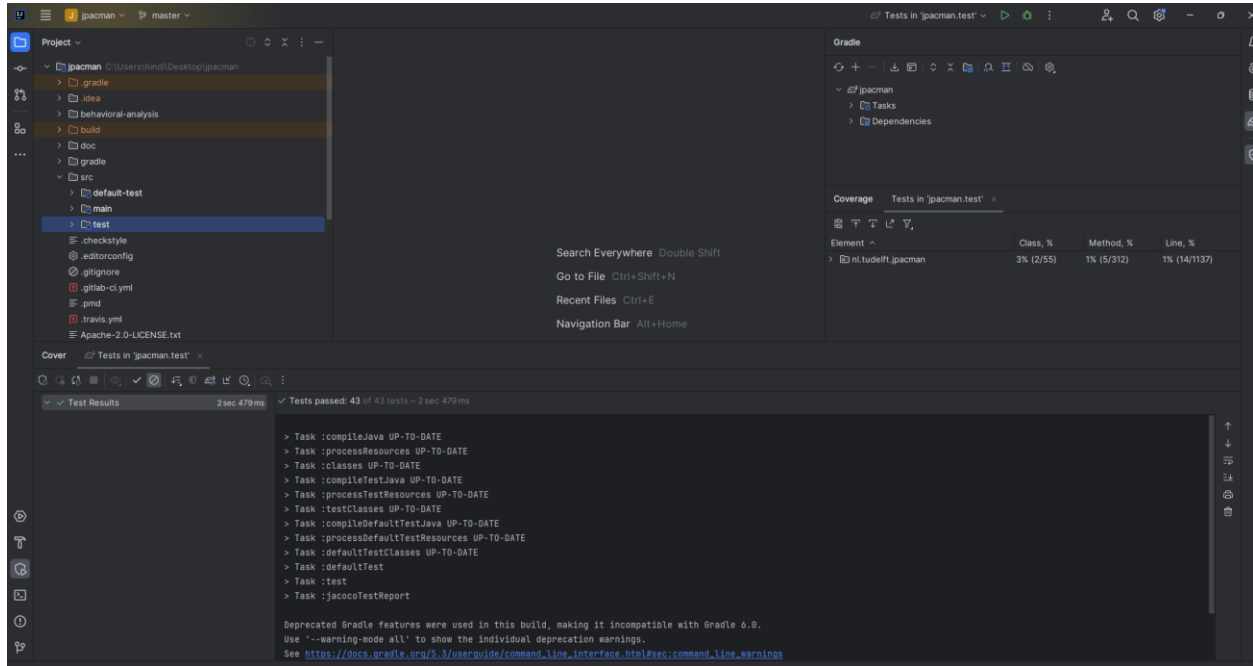 J jpacman master
Tests in 'jpacman.test'
Project
jpacman C:\Users\hindi\Desktop\jpacman
.gradle
.idea
behavioral-analysis
build
doc
gradle
src
default-test
main
test
.checkstyle
.editorconfig
.gitignore
.gitlab-ci.yml
.pmd
.travis.yml
Apache-2.0-LICENSE.txt
Search Everywhere Double Shift
Go to File Ctrl+Shift+N
Recent Files Ctrl+E
Navigation Bar Alt+Home
Gradle
jpacman
Tasks
Dependencies
Coverage Tests in 'jpacman.test'
Element Class, % Method, % Line, %
nl.tudelft.jpacman 3% (2/55) 1% (5/312) 1% (14/1137)
Cover Tests in 'jpacman.test'
Test Results 2 sec 479 ms
Tests passed: 43 of 43 tests – 2 sec 479 ms
> Task :compileJava UP-TO-DATE
> Task :processResources UP-TO-DATE
> Task :classes UP-TO-DATE
> Task :compileTestJava UP-TO-DATE
> Task :processTestResources UP-TO-DATE
> Task :testClasses UP-TO-DATE
> Task :compileDefaultTestJava UP-TO-DATE
> Task :processDefaultTestResources UP-TO-DATE
> Task :defaultTestClasses UP-TO-DATE
> Task :defaultTest
> Task :test
> Task :jacocoTestReport
Deprecated Gradle features were used in this build, making it incompatible with Gradle 6.0.
Use '--warning-mode all' to show the individual deprecation warnings.
See https://docs.gradle.org/5.3/userguide/command_line_interface.html#sec:command_line_warnings